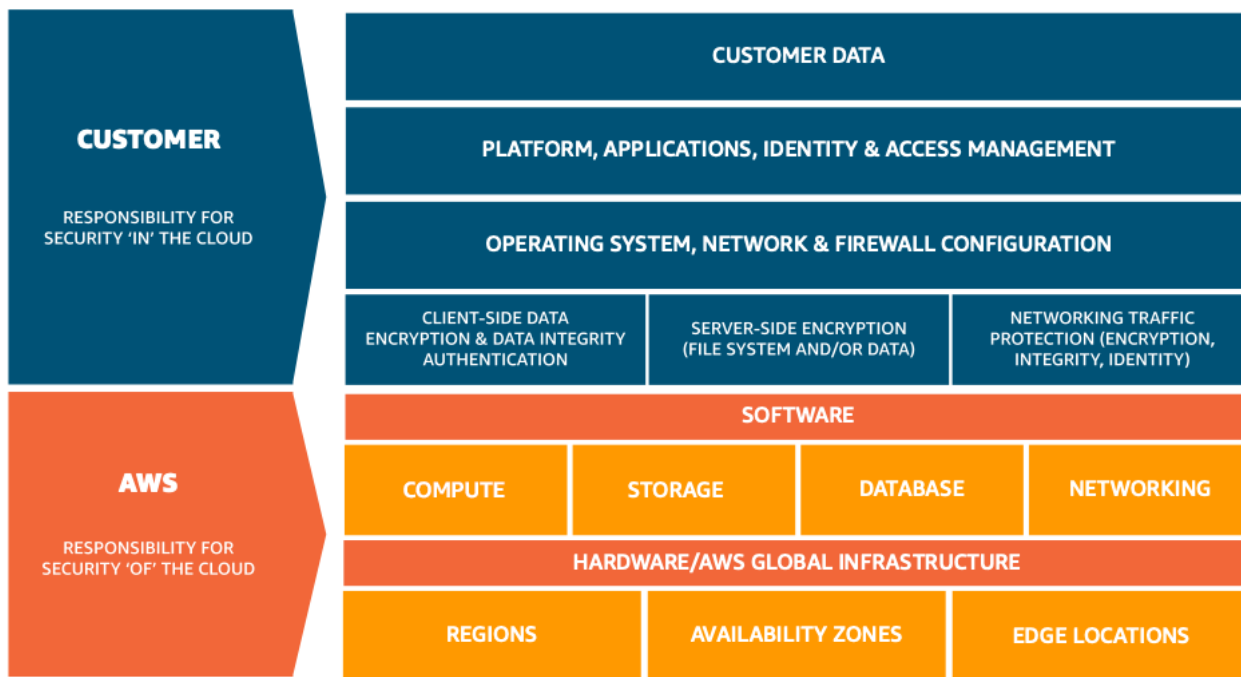 CUSTOMER
RESPONSIBILITY FOR
SECURITY ‘IN’ THE CLOUD
CUSTOMER DATA
PLATFORM, APPLICATIONS, IDENTITY & ACCESS MANAGEMENT
OPERATING SYSTEM, NETWORK & FIREWALL CONFIGURATION
CLIENT-SIDE DATA
ENCRYPTION & DATA INTEGRITY
AUTHENTICATION
SERVER-SIDE ENCRYPTION
(FILE SYSTEM AND/OR DATA)
NETWORKING TRAFFIC
PROTECTION (ENCRYPTION,
INTEGRITY, IDENTITY)
AWS
RESPONSIBILITY FOR
SECURITY ‘OF’ THE CLOUD
SOFTWARE
COMPUTE
STORAGE
DATABASE
NETWORKING
HARDWARE/AWS GLOBAL INFRASTRUCTURE
REGIONS
AVAILABILITY ZONES
EDGE LOCATIONS